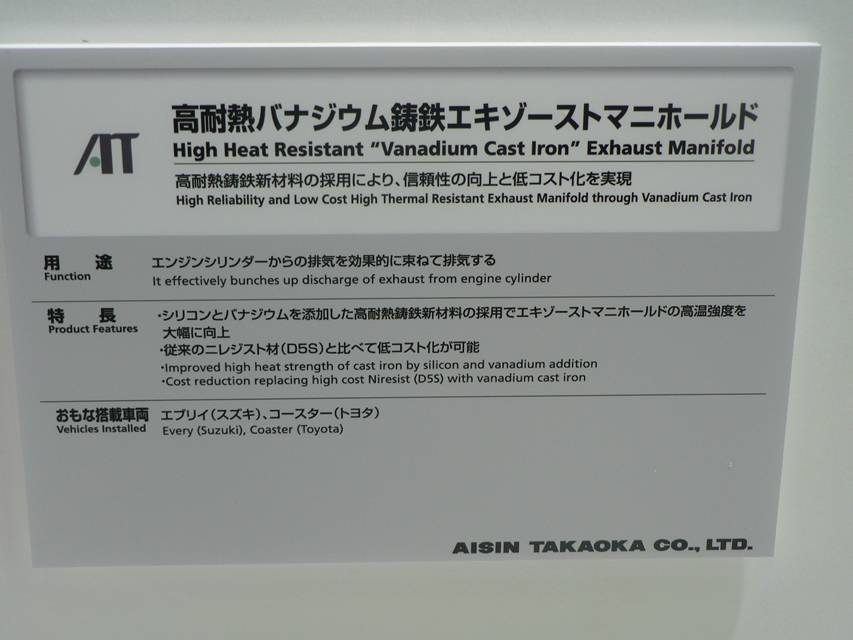 AT
高耐熱バナジウム鋳鉄エキゾーストマニホールド
High Heat Resistant “Vanadium Cast Iron” Exhaust Manifold
高耐熱鋳鉄新材料の採用により、信頼性の向上と低コスト化を実現
High Reliability and Low Cost High Thermal Resistant Exhaust Manifold through Vanadium Cast Iron
用 途 エンジンシリンダーからの排気を効果的に束ねて排気する
Function It effectively bunches up discharge of exhaust from engine cylinder
特 長 ・シリコンとバナジウムを添加した高耐熱鋳鉄新材料の採用でエキゾーストマニホールドの高温強度を
Product Features 大幅に向上
・従来のニレジスト材（D5S）と比べて低コスト化が可能
・Improved high heat strength of cast iron by silicon and vanadium addition
・Cost reduction replacing high cost Niresist (D5S) with vanadium cast iron
おもな搭載車両 エブリイ（スズキ）、コースター（トヨタ）
Vehicles Installed Every (Suzuki), Coaster (Toyota)
AISIN TAKAOKA CO., LTD.